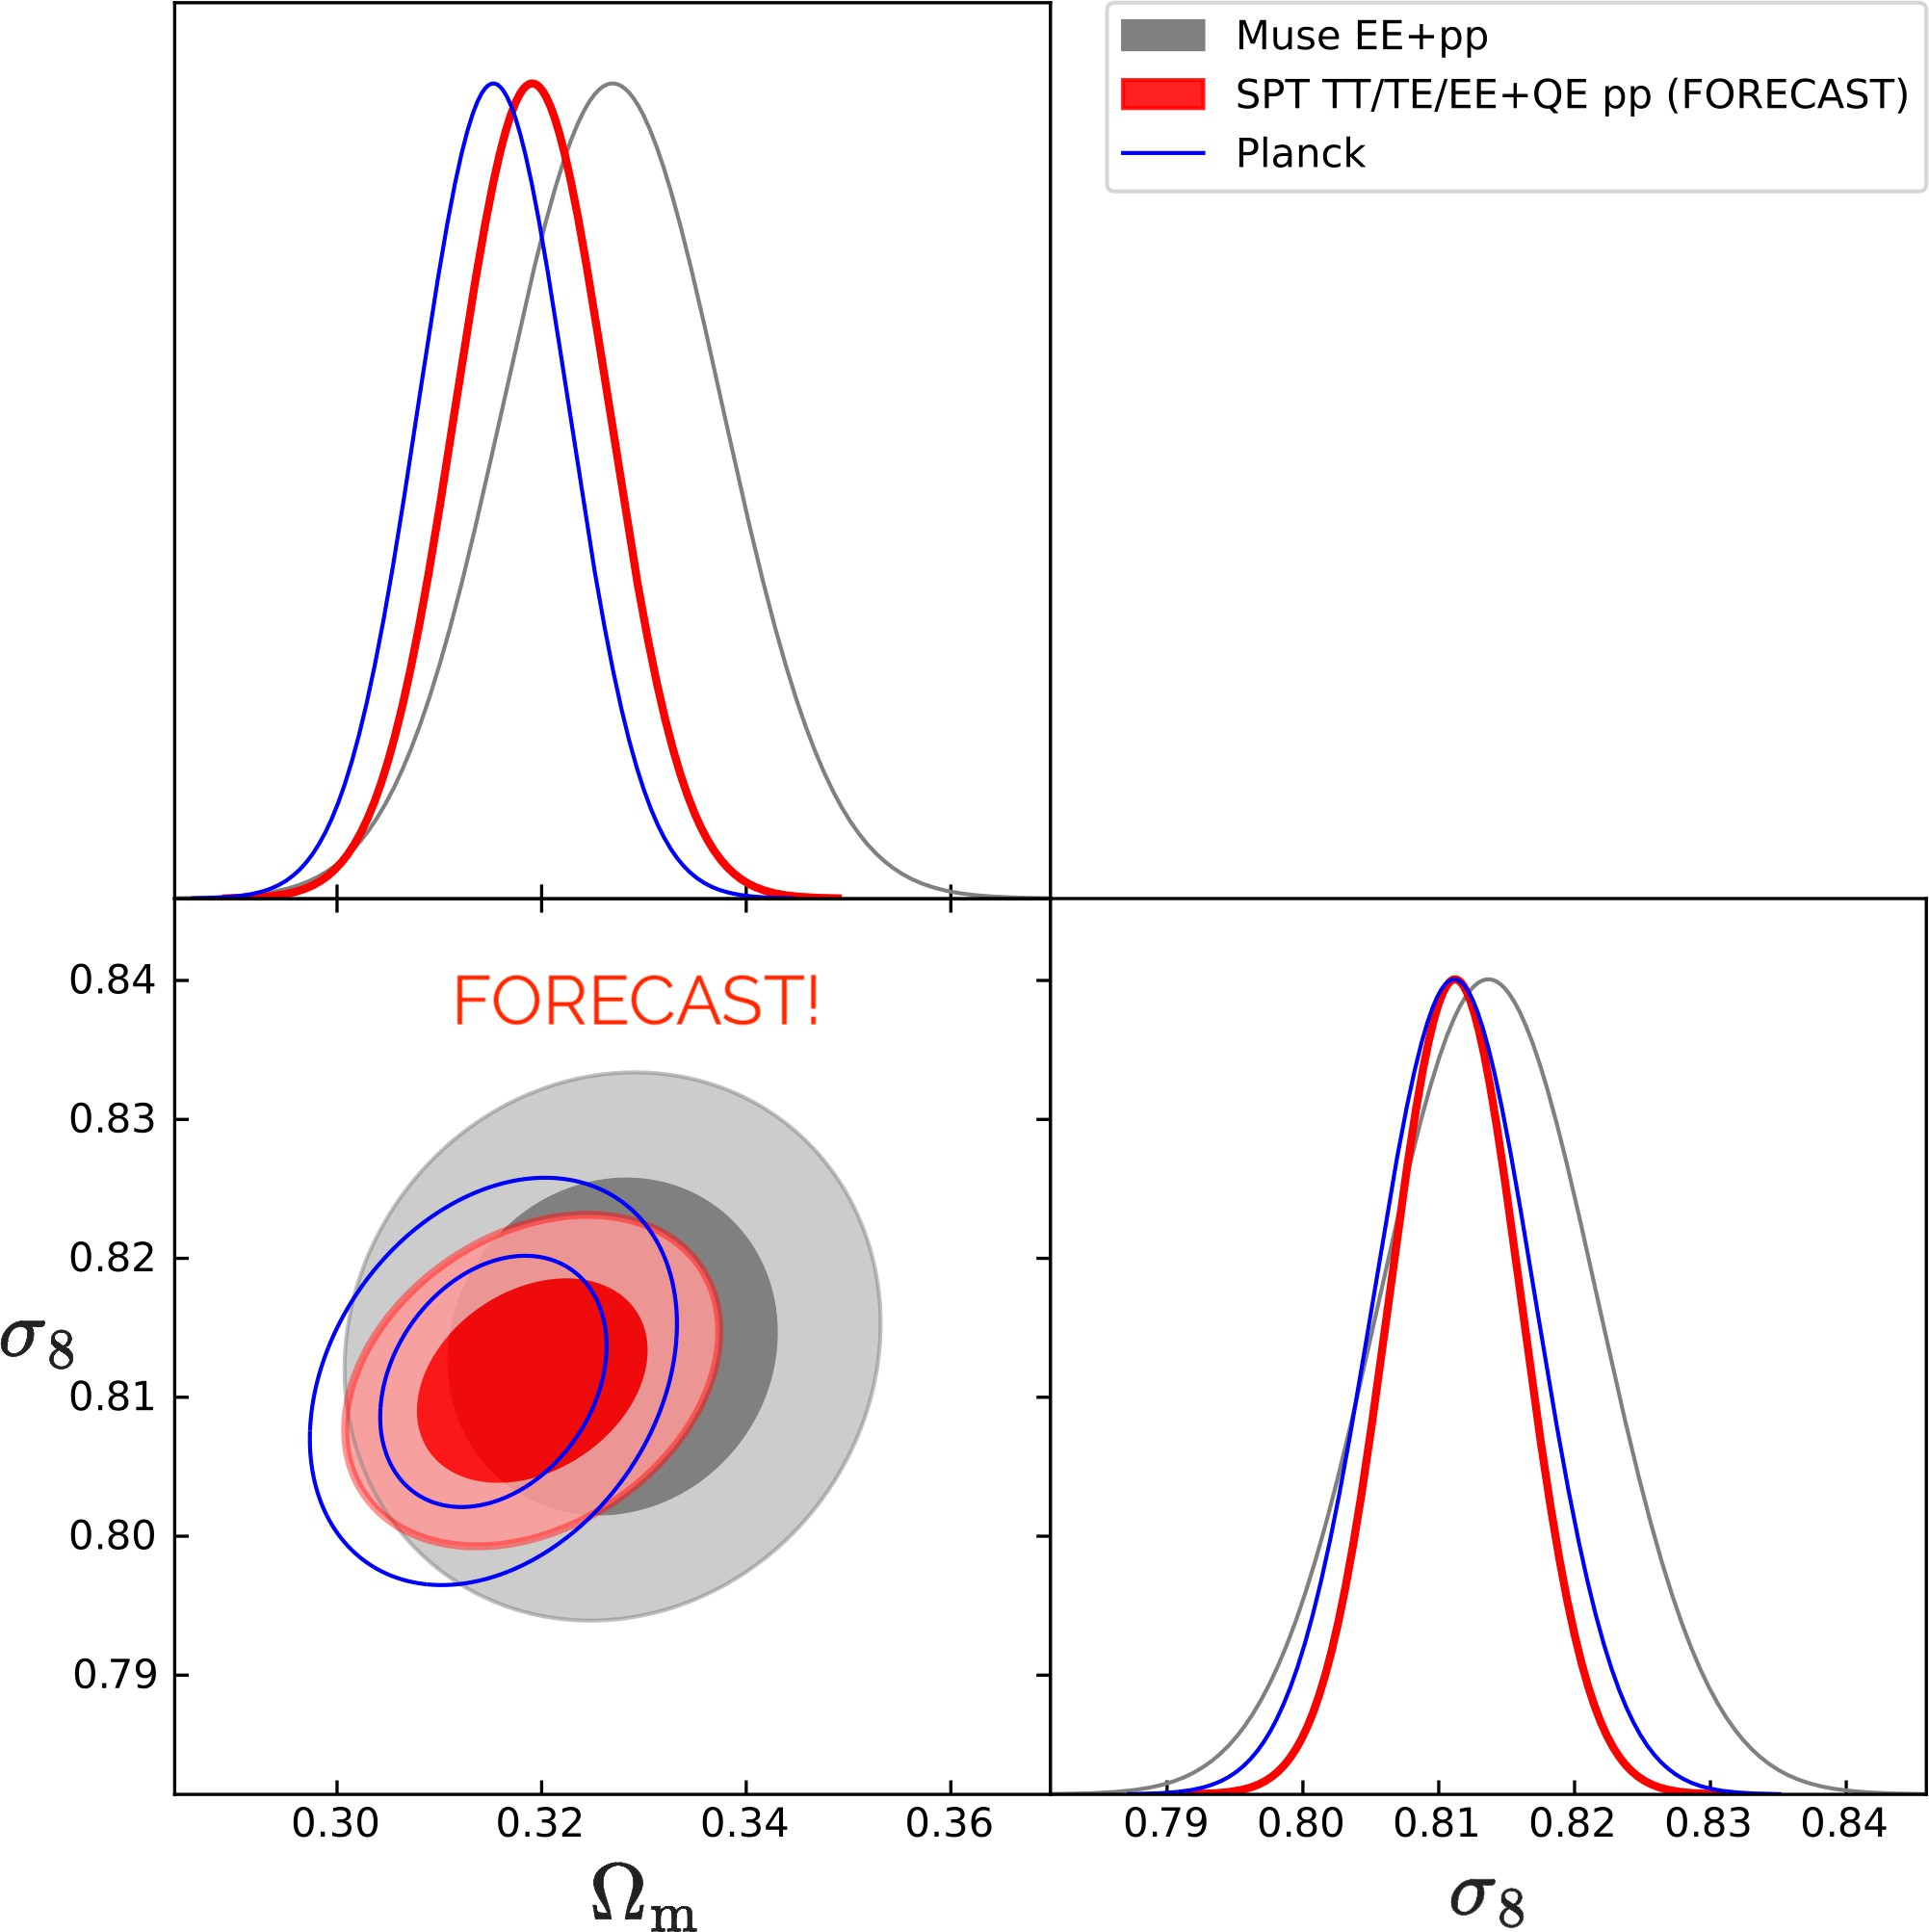 Muse EE+pp
SPT TT/TE/EE+QE pp (FORECAST)
Planck
FORECAST!
0.84
0.83
0.82
0.81
0.80
0.79
σ8
0.30 0.32 0.34 0.36
Ωm
0.79 0.80 0.81 0.82 0.83 0.84
σ8